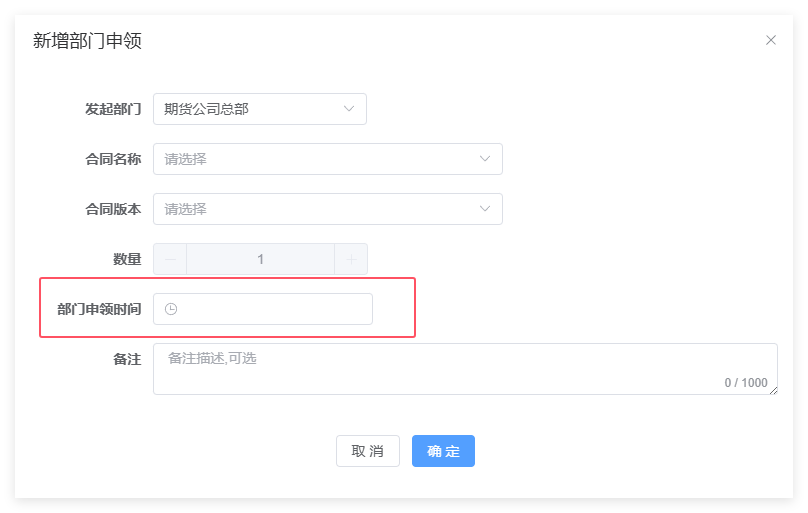 新增部门申领
发起部门 期货公司总部
合同名称 请选择
合同版本 请选择
数量 1
部门申领时间
备注 备注描述,可选
0 / 1000
取 消 确 定